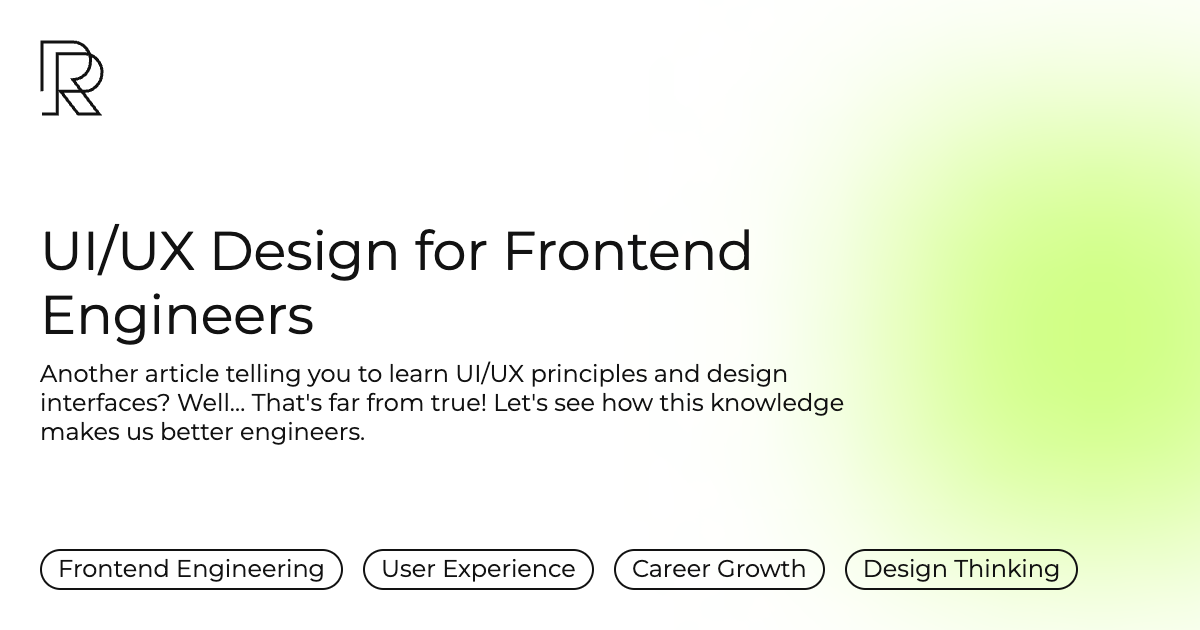 UI/UX Design for Frontend
Engineers
Another article telling you to learn UI/UX principles and design
interfaces? Well... That's far from true! Let's see how this knowledge
makes us better engineers.
Frontend Engineering
User Experience
Career Growth
Design Thinking